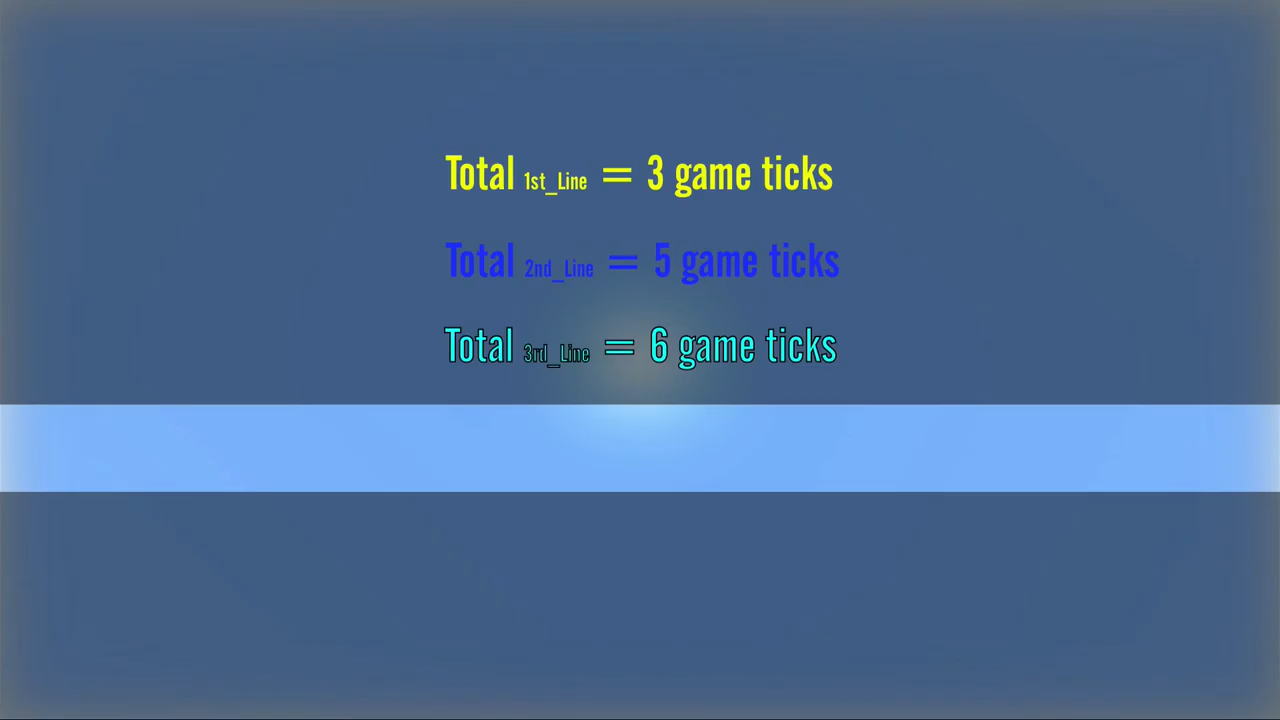 Total 1st_Line = 3 game ticks
Total 2nd_Line = 5 game ticks
Total 3rd_Line = 6 game ticks